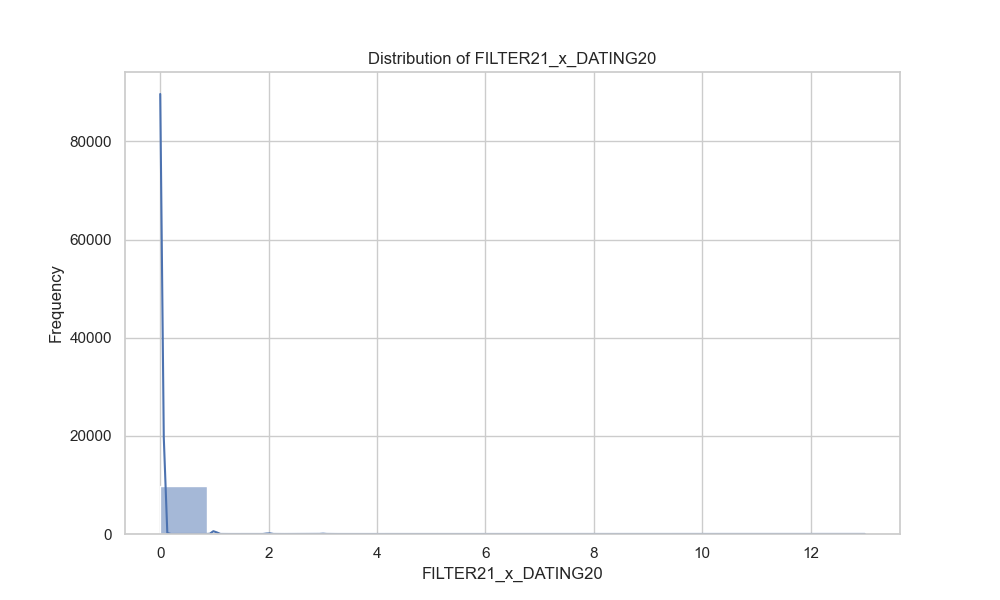 Distribution of FILTER21_x_DATING20
80000
60000
40000
20000
0
Frequency
0 2 4 6 8 10 12
FILTER21_x_DATING20